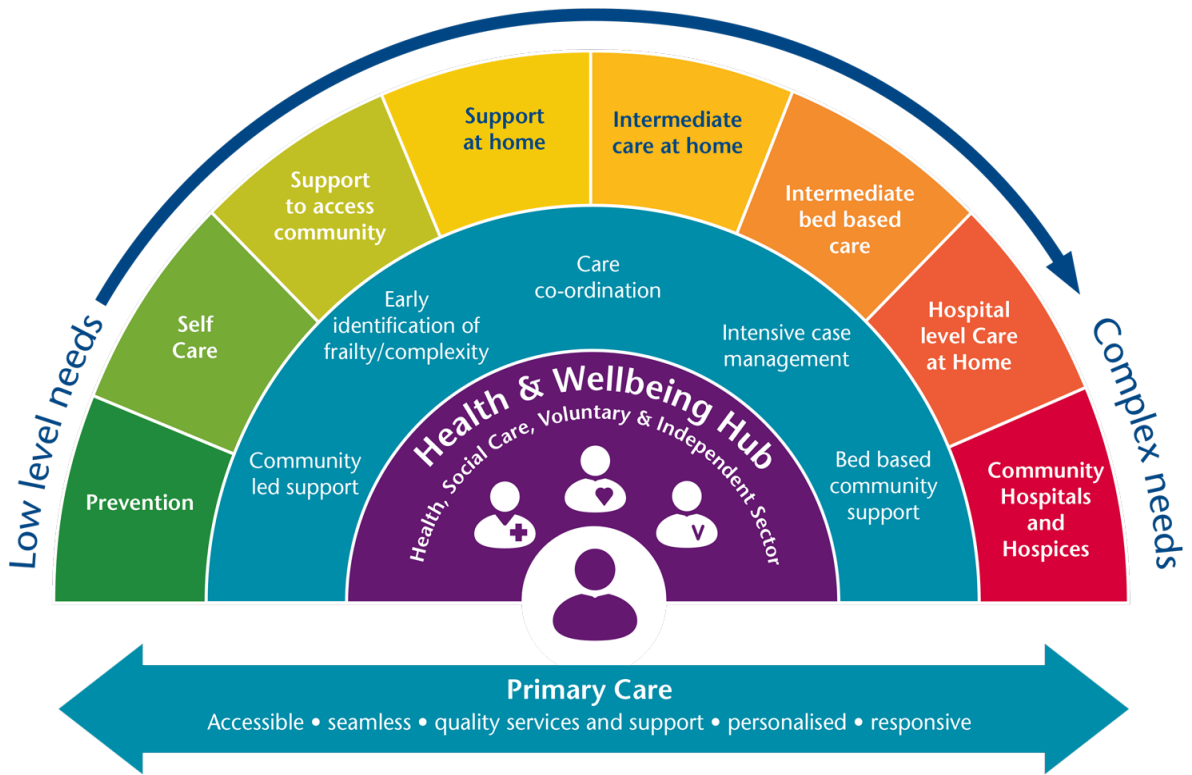 Low level needs
Complex needs
Prevention
Self
Care
Support
to access
community
Support
at home
Intermediate
care at home
Intermediate
bed based
care
Hospital
level Care
at Home
Community
Hospitals
and
Hospices
Community
led support
Early
identification of
frailty/complexity
Care
co-ordination
Intensive case
management
Bed based
community
support
Health & Wellbeing Hub
Health, Social Care, Voluntary & Independent Sector
V
Primary Care
Accessible • seamless • quality services and support • personalised • responsive